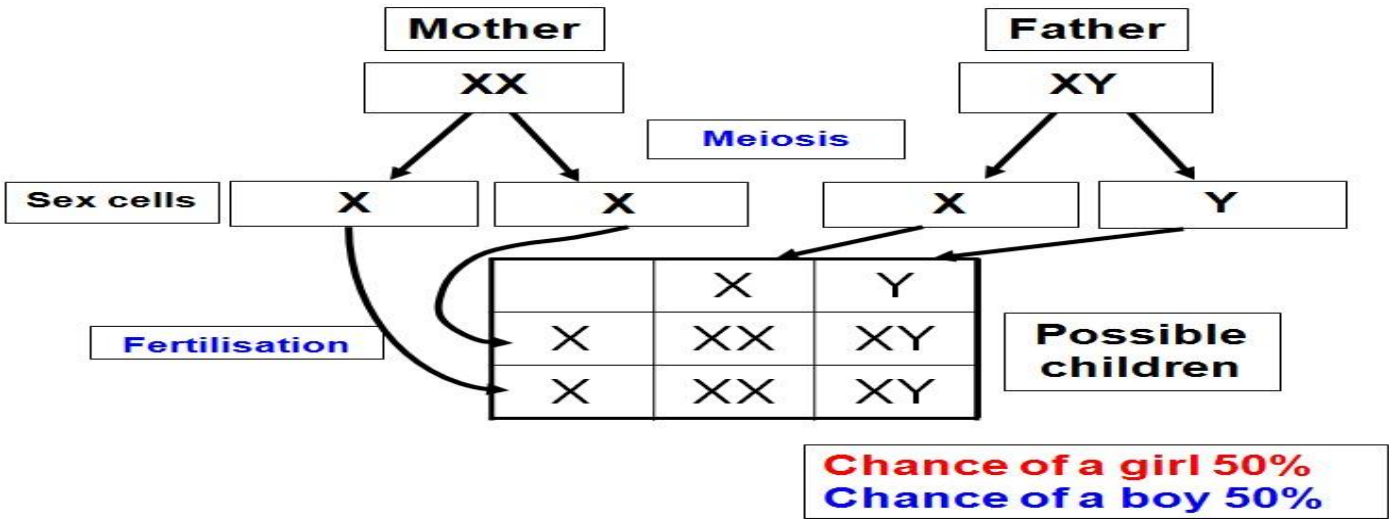 Mother Father
XX XY
Meiosis
Sex cells X X X Y
X Y
Fertilisation X XX XY
X XX XY
Possible
children
Chance of a girl 50%
Chance of a boy 50%